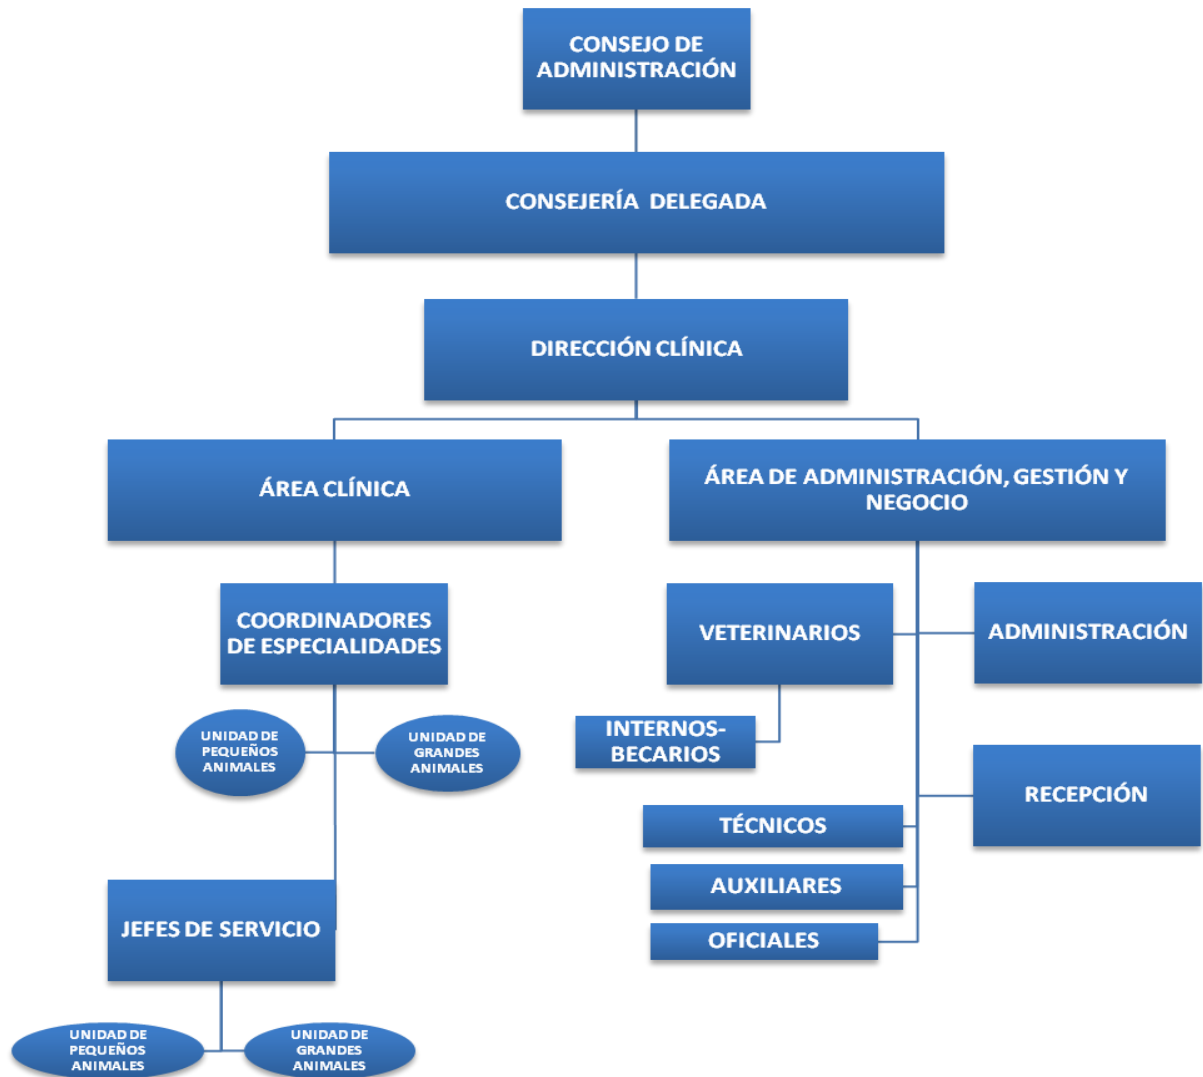 CONSEJO DE
ADMINISTRACIÓN
CONSEJERÍA DELEGADA
DIRECCIÓN CLÍNICA
ÁREA CLÍNICA
ÁREA DE ADMINISTRACIÓN, GESTIÓN Y
NEGOCIO
COORDINADORES
DE ESPECIALIDADES
VETERINARIOS
ADMINISTRACIÓN
UNIDAD DE
PEQUEÑOS
ANIMALES
UNIDAD DE
GRANDES
ANIMALES
INTERNOS-
BECARIOS
RECEPCIÓN
TÉCNICOS
AUXILIARES
JEFES DE SERVICIO
OFICIALES
UNIDAD DE
PEQUEÑOS
ANIMALES
UNIDAD DE
GRANDES
ANIMALES